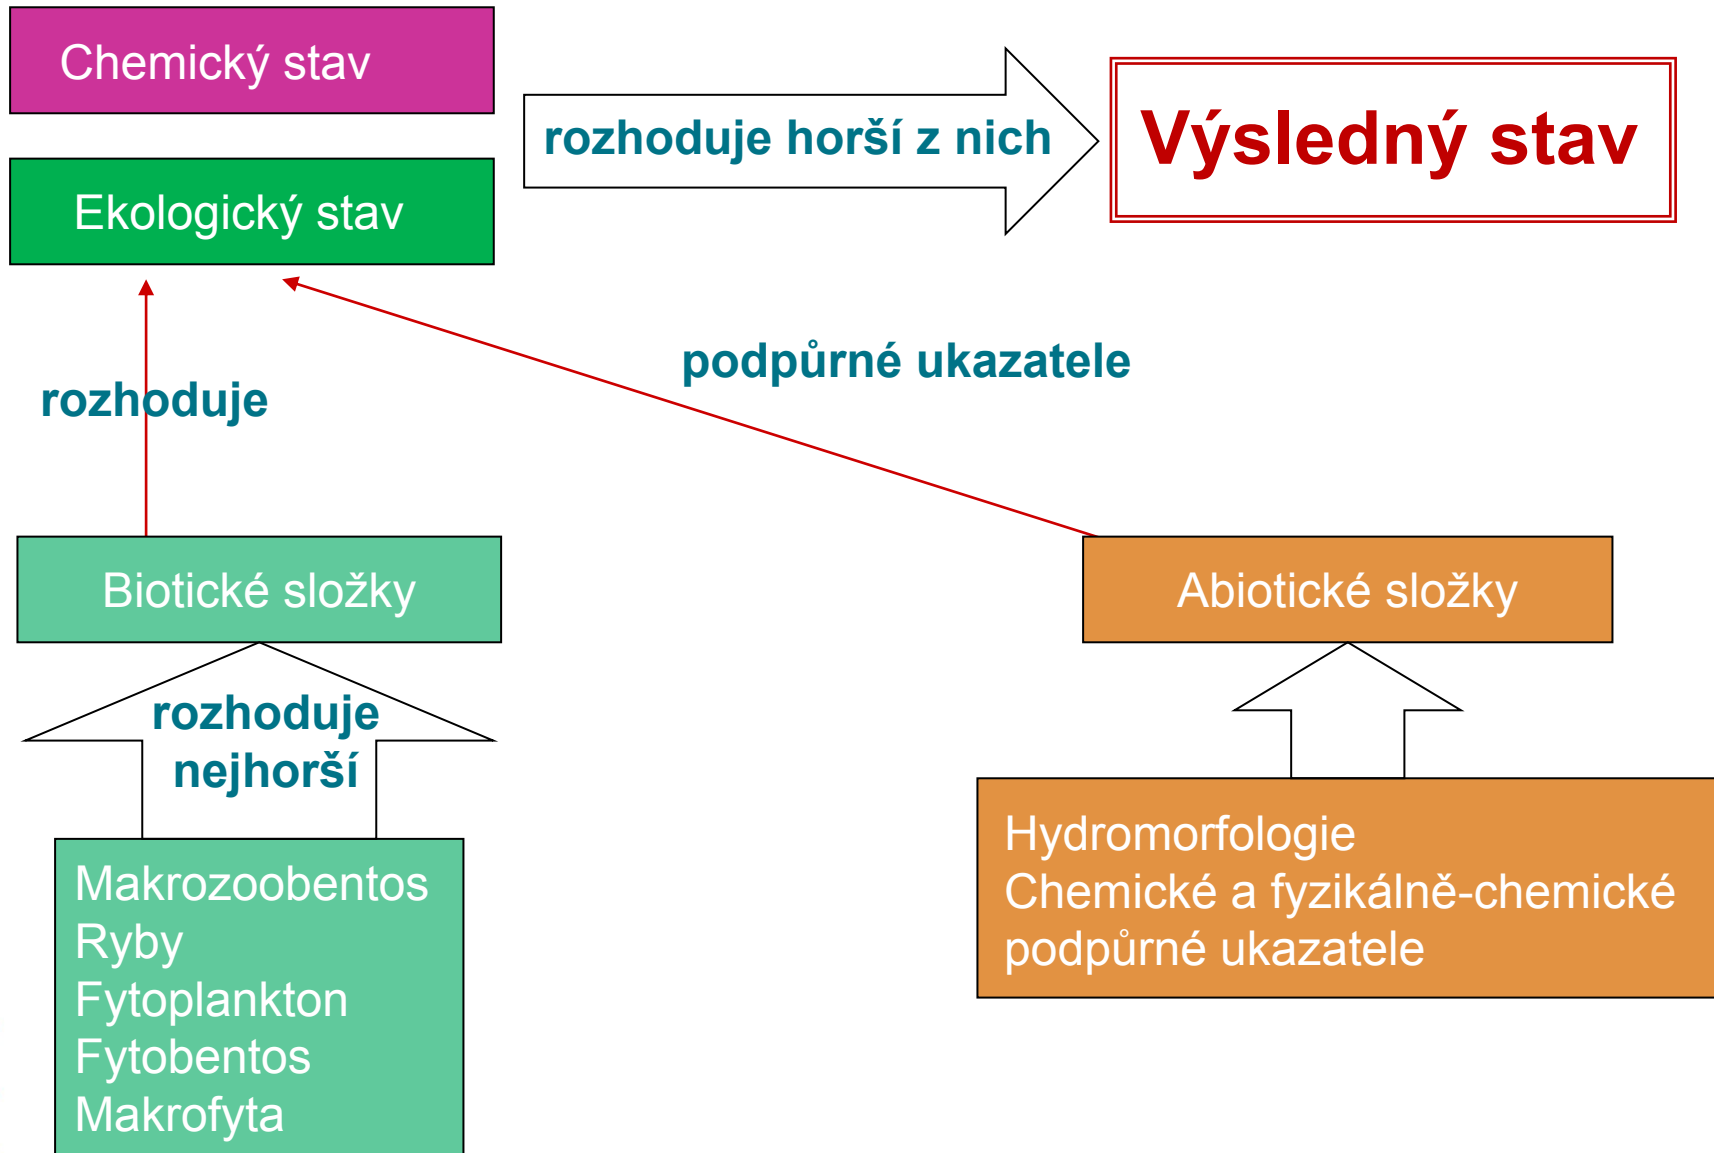 Chemický stav
rozhoduje horší z nich
Výsledný stav
Ekologický stav
podpůrné ukazatele
rozhoduje
Biotické složky
Abiotické složky
rozhoduje
nejhorší
Makrozoobentos
Ryby
Fytoplankton
Fytobentos
Makrofyta
Hydromorfologie
Chemické a fyzikálně-chemické
podpůrné ukazatele